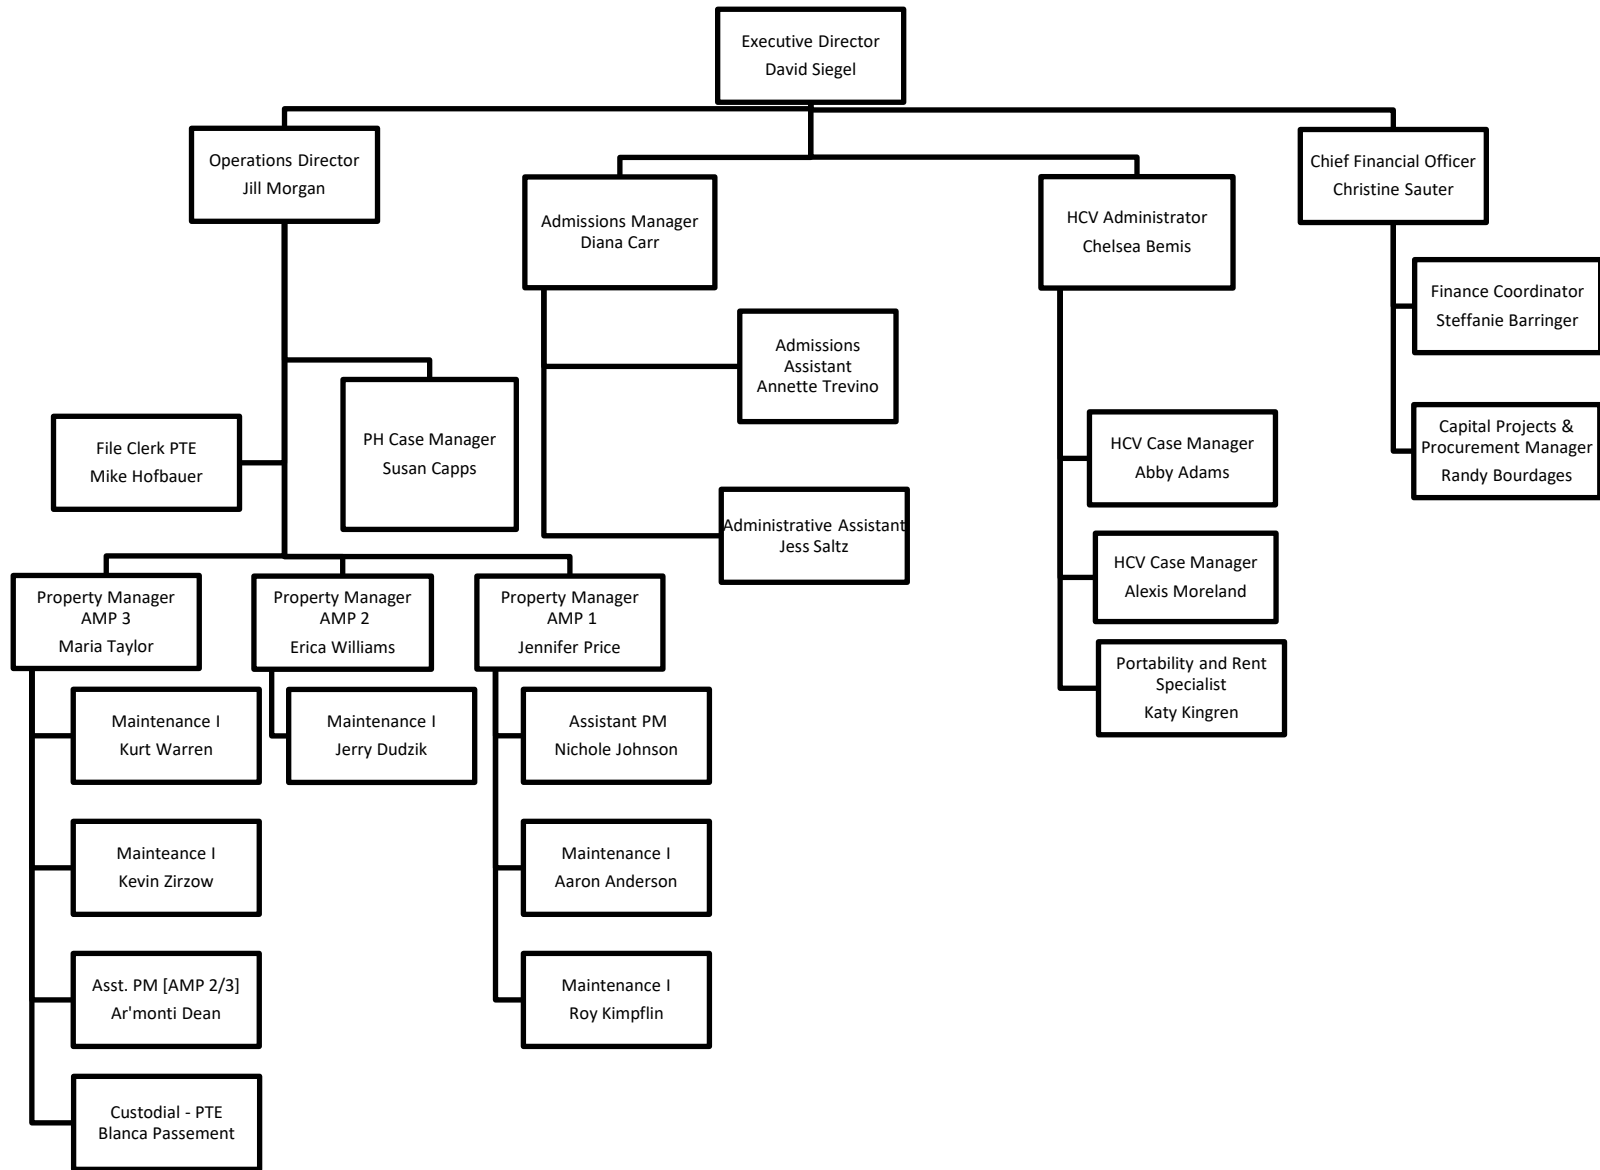 Executive Director
David Siegel
Operations Director
Jill Morgan
Admissions Manager
Diana Carr
HCV Administrator
Chelsea Bemis
Chief Financial Officer
Christine Sauter
Finance Coordinator
Steffanie Barringer
Capital Projects &
Procurement Manager
Randy Bourdages
Admissions
Assistant
Annette Trevino
Administrative Assistant
Jess Saltz
HCV Case Manager
Abby Adams
HCV Case Manager
Alexis Moreland
Portability and Rent
Specialist
Katy Kingren
File Clerk PTE
Mike Hofbauer
PH Case Manager
Susan Capps
Property Manager
AMP 3
Maria Taylor
Property Manager
AMP 2
Erica Williams
Property Manager
AMP 1
Jennifer Price
Maintenance I
Kurt Warren
Mainteance I
Kevin Zirzow
Asst. PM [AMP 2/3]
Ar'monti Dean
Custodial - PTE
Blanca Passement
Maintenance I
Jerry Dudzik
Assistant PM
Nichole Johnson
Maintenance I
Aaron Anderson
Maintenance I
Roy Kimpflin